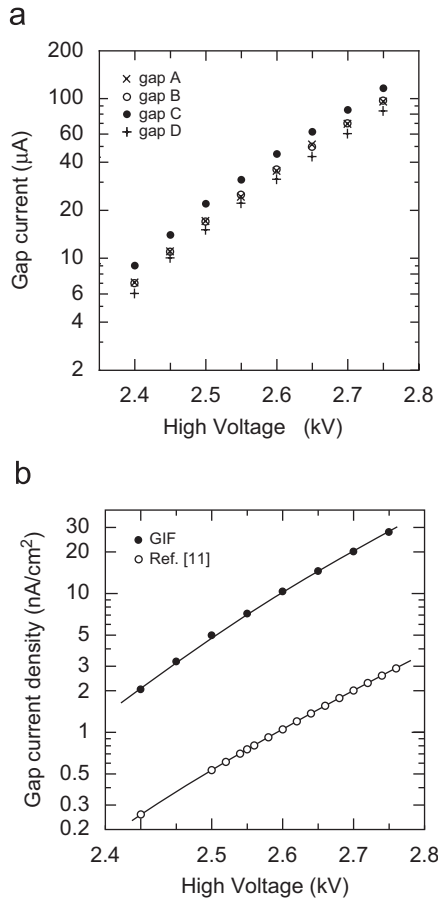 a
200
100
60
40
20
10
6
4
2
× gap A
○ gap B
● gap C
+ gap D
Gap current (μA)
2.4 2.5 2.6 2.7 2.8
High Voltage (kV)
b
30
20
10
5
3
2
1
0.5
0.3
0.2
● GIF
○ Ref. [11]
Gap current density (nA/cm²)
2.4 2.5 2.6 2.7 2.8
High Voltage (kV)